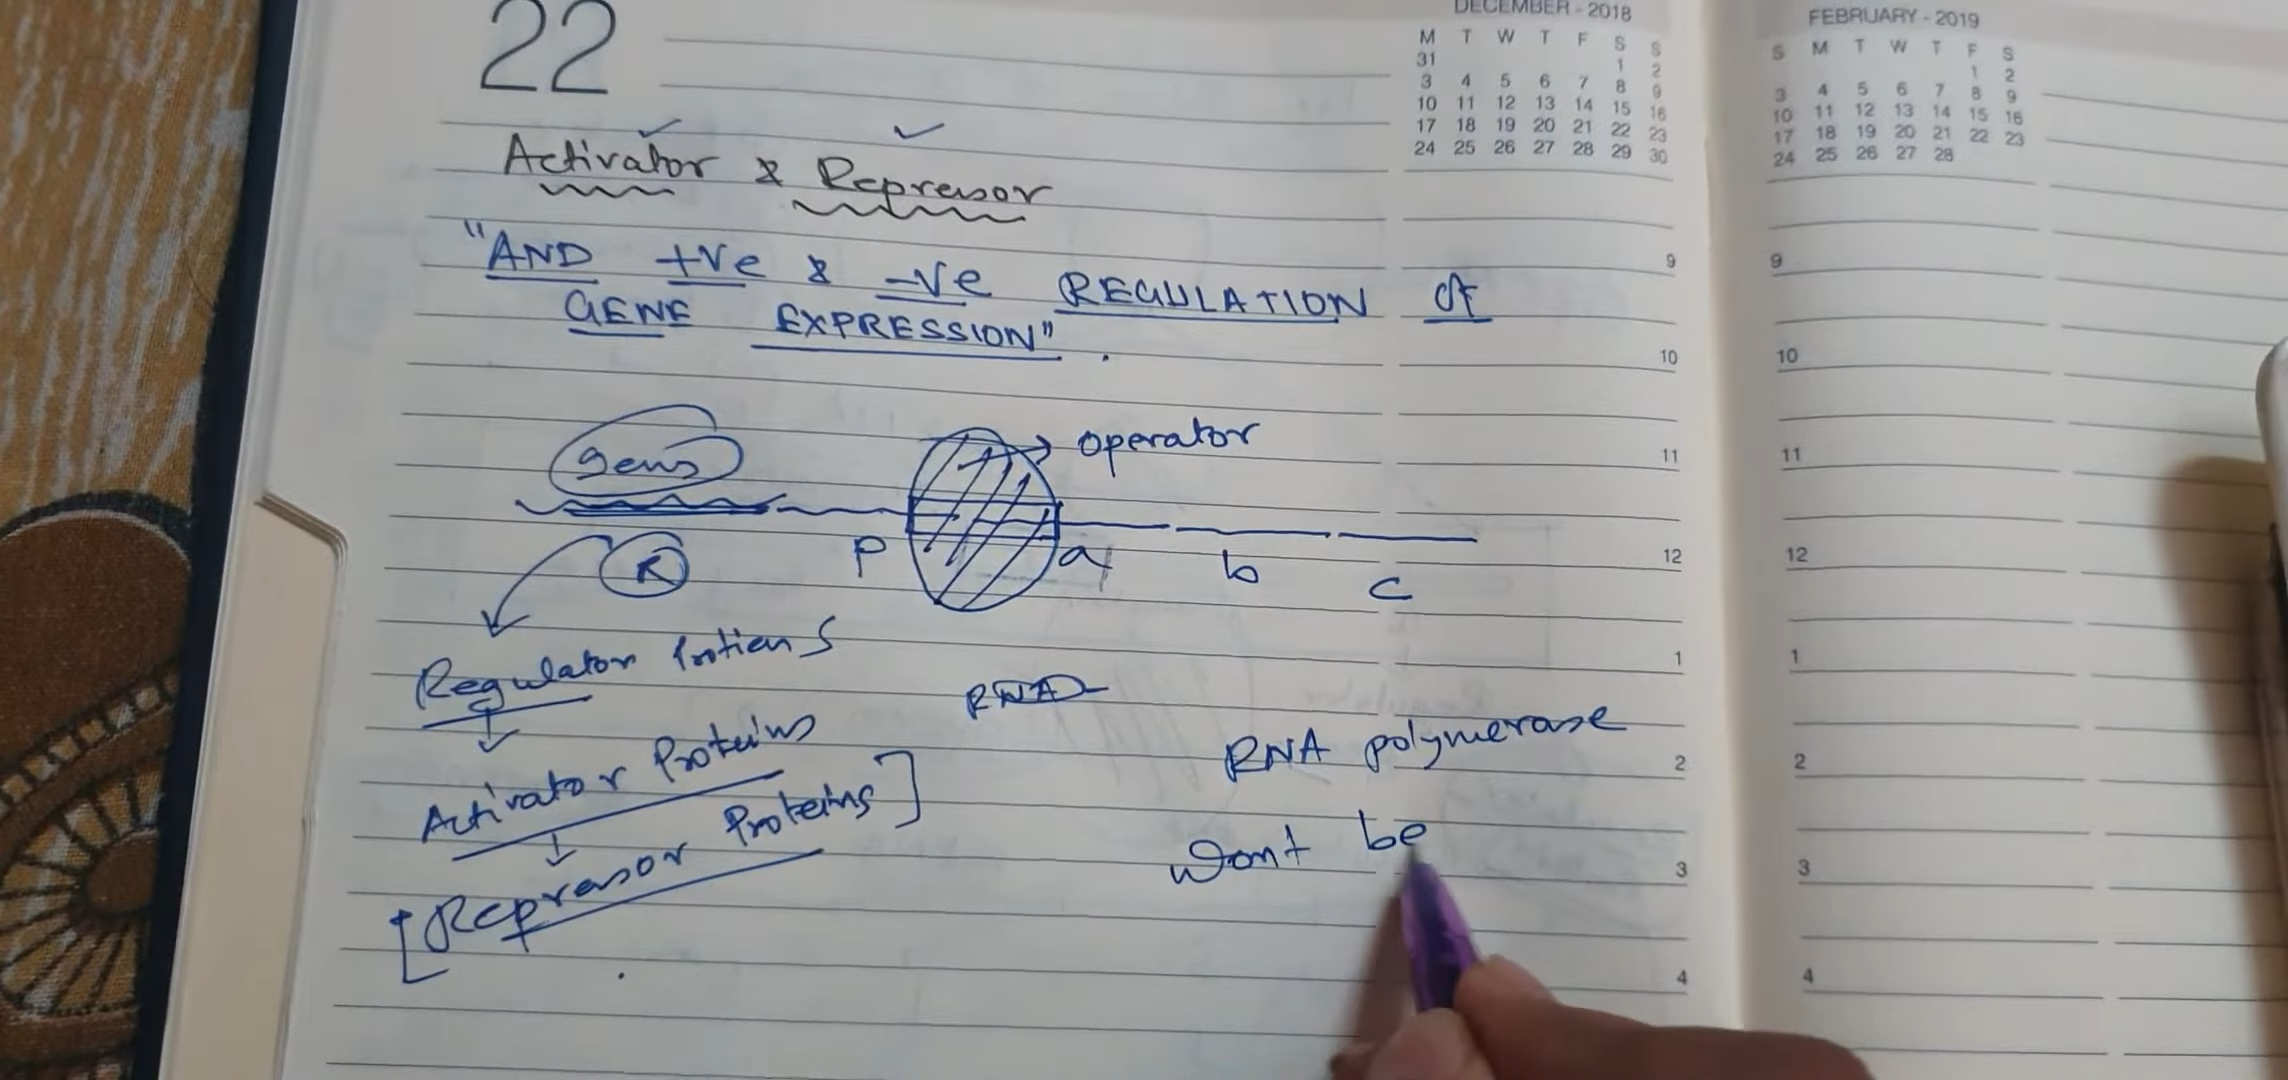 22
DECEMBER - 2018
M T W T F S S
31 1 2
3 4 5 6 7 8 9
10 11 12 13 14 15 16
17 18 19 20 21 22 23
24 25 26 27 28 29 30
FEBRUARY - 2019
S M T W T F S
1 2
3 4 5 6 7 8 9
10 11 12 13 14 15 16
17 18 19 20 21 22 23
24 25 26 27 28
Activator & Represor
"AND +ve & -ve REGULATION OF
GENE EXPRESSION".
operator
R
P a b c
Regulator Protiens
Activator Proteins
[Represor Proteins]
RNA
RNA polymerase
Wont be
9
10
11
12
1
2
3
4
9
10
11
12
1
2
3
4